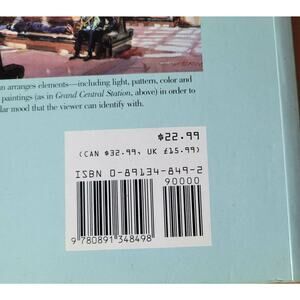 n arranges elements—including light, pattern, color and
paintings (as in Grand Central Station, above) in order to
lar mood that the viewer can identify with.
$22.99
(CAN $32.99, UK £15.99)
ISBN 0-89134-849-2
90000
9 780891 348498